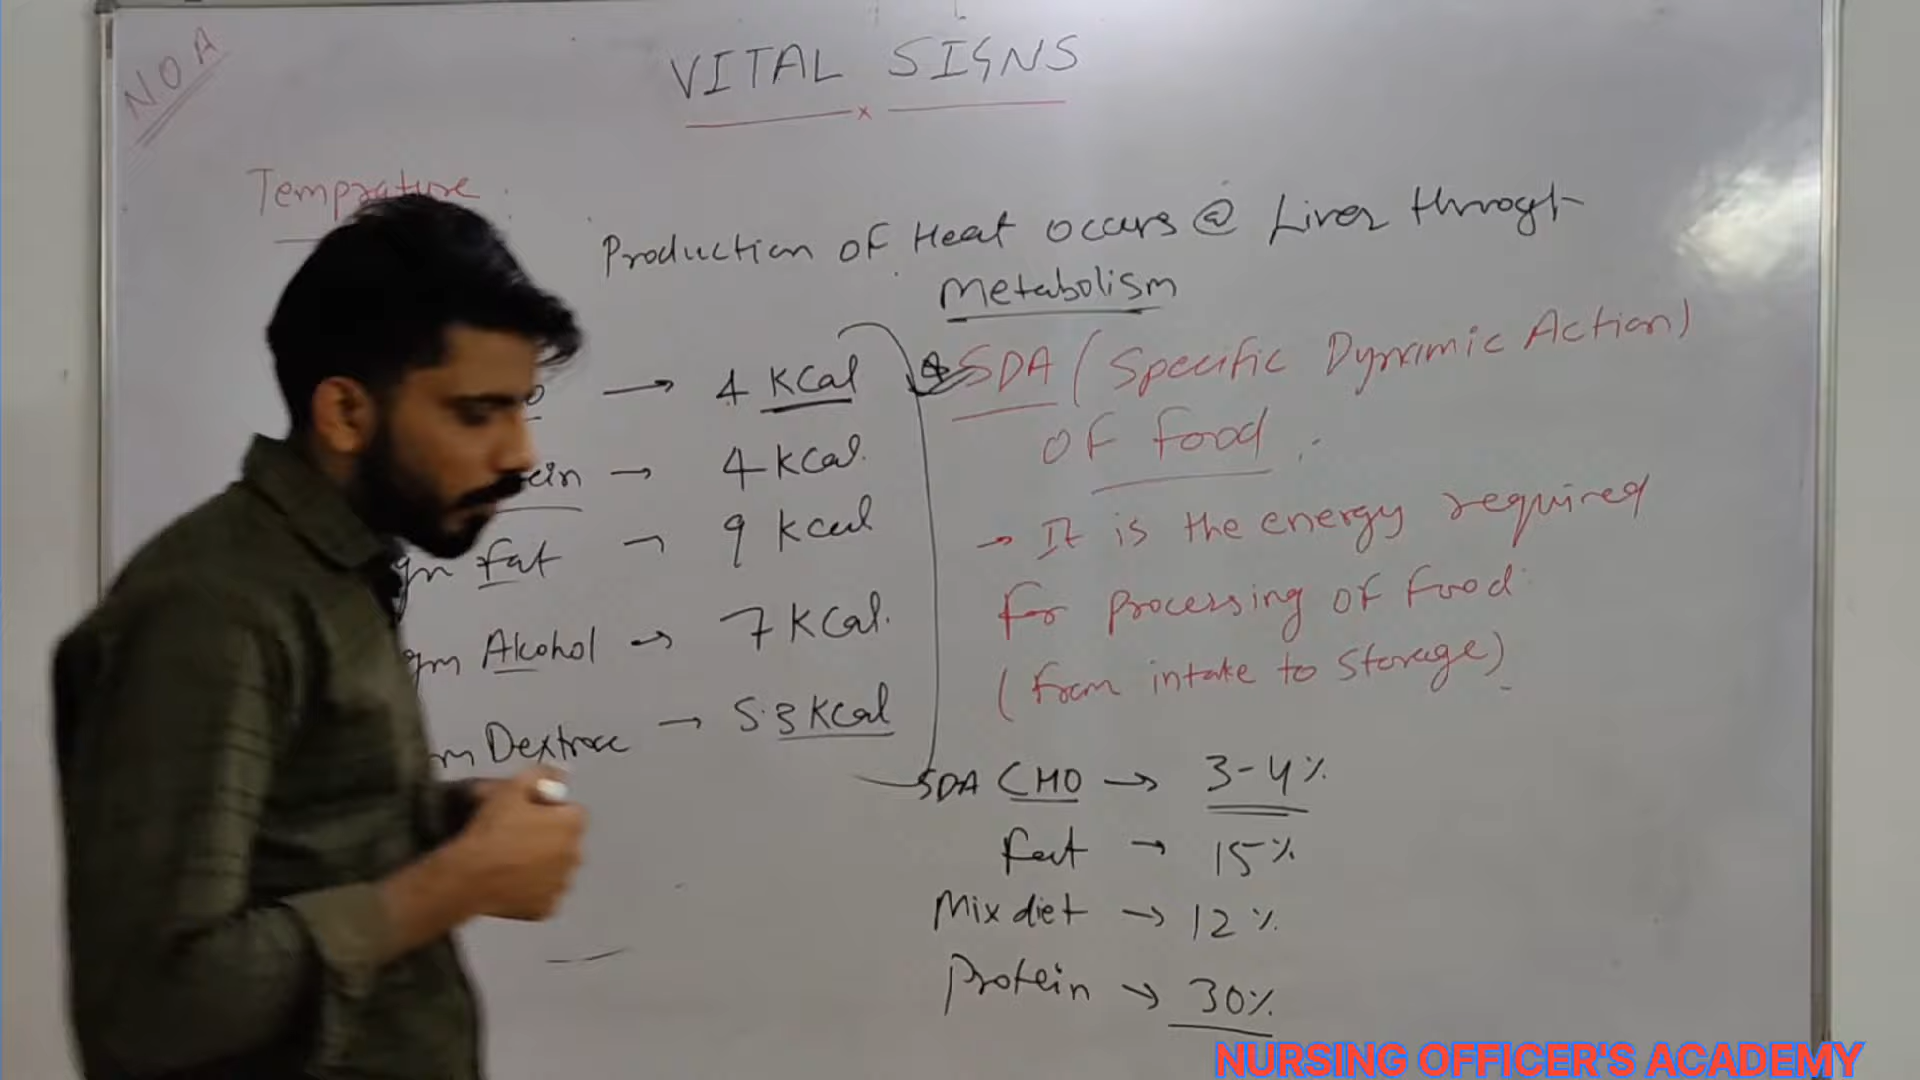 N.O.A
VITAL SIGNS
x
Temprature :
Production of Heat occurs @ Liver through
Metabolism
→ 4 Kcal
SDA (Specific Dynamic Action)
of food.
ein → 4 Kcal.
gm fat → 9 Kcal
→ It is the energy required
for processing of food
(from intake to storage)
gm Alcohol → 7 Kcal.
m Dextrose → 5.3 Kcal
SDA CHO → 3-4%
fat → 15%
Mix diet → 12%
Protein → 30%
NURSING OFFICER'S ACADEMY